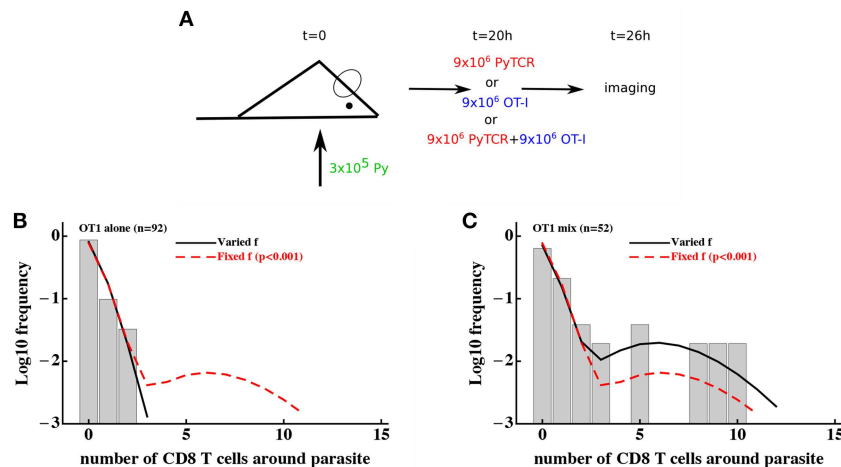 A
t=0
t=20h
t=26h
9x10⁶ PyTCR
or
9x10⁶ OT-I
or
9x10⁶ PyTCR+9x10⁶ OT-I
imaging
3x10⁵ Py
B
OT1 alone (n=92)
Varied f
Fixed f (p<0.001)
Log10 frequency
0
-1
-2
-3
0
5
10
15
number of CD8 T cells around parasite
C
OT1 mix (n=52)
Varied f
Fixed f (p<0.001)
Log10 frequency
0
-1
-2
-3
0
5
10
15
number of CD8 T cells around parasite